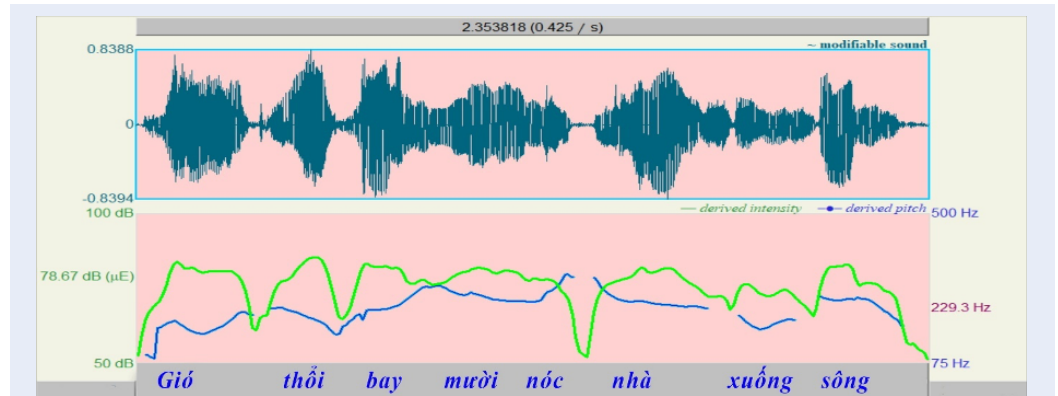 2.353818 (0.425 / s)
0.8388
~ modifiable sound
0
-0.8394
100 dB
derived intensity
derived pitch
500 Hz
78.67 dB (µE)
229.3 Hz
50 dB
75 Hz
Gió thổi bay mười nóc nhà xuống sông